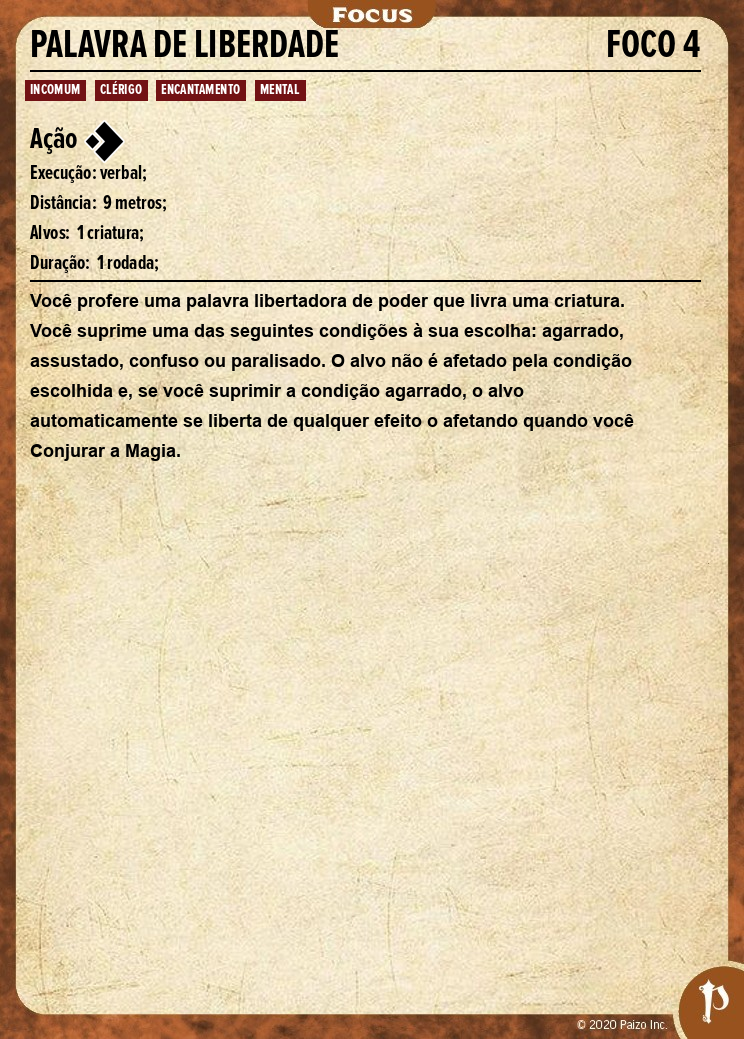 Focus
PALAVRA DE LIBERDADE FOCO 4
INCOMUM CLÉRIGO ENCANTAMENTO MENTAL
Ação
Execução: verbal;
Distância: 9 metros;
Alvos: 1 criatura;
Duração: 1 rodada;
Você profere uma palavra libertadora de poder que livra uma criatura.
Você suprime uma das seguintes condições à sua escolha: agarrado,
assustado, confuso ou paralisado. O alvo não é afetado pela condição
escolhida e, se você suprimir a condição agarrado, o alvo
automaticamente se liberta de qualquer efeito o afetando quando você
Conjurar a Magia.
© 2020 Paizo Inc.
P